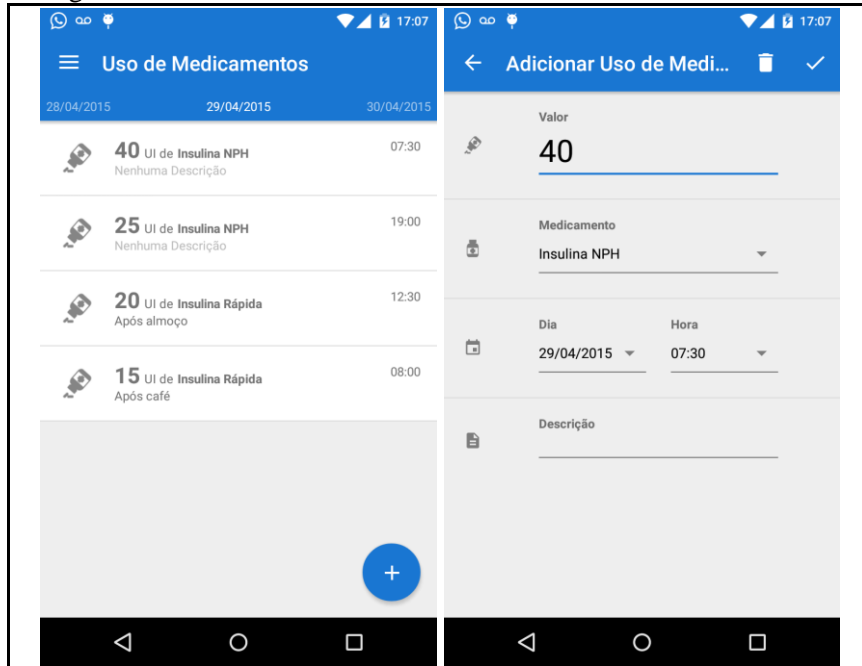 17:07
Uso de Medicamentos
28/04/2015 29/04/2015 30/04/2015
40 UI de Insulina NPH 07:30
Nenhuma Descrição
25 UI de Insulina NPH 19:00
Nenhuma Descrição
20 UI de Insulina Rápida 12:30
Após almoço
15 UI de Insulina Rápida 08:00
Após café
17:07
Adicionar Uso de Medi...
Valor
40
Medicamento
Insulina NPH
Dia Hora
29/04/2015 07:30
Descrição